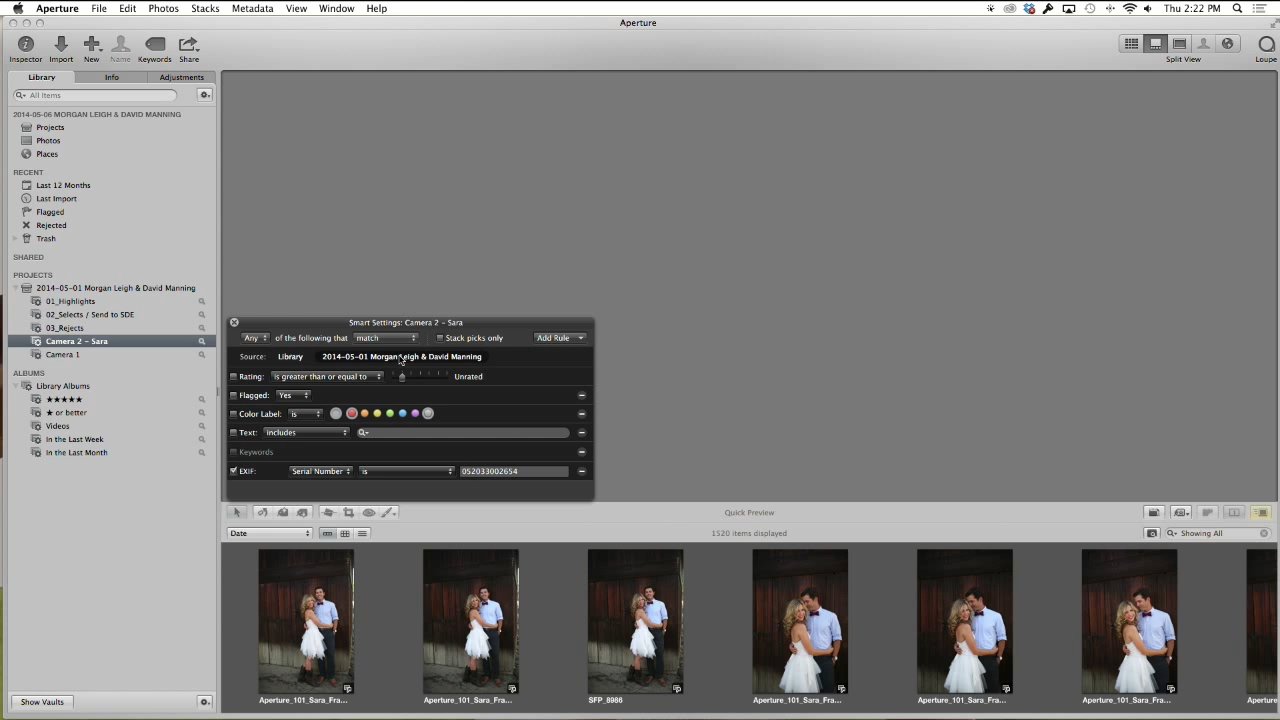 Aperture File Edit Photos Stacks Metadata View Window Help Thu 2:22 PM
Aperture
Inspector Import New Name Keywords Share Split View Loupe
Library Info Adjustments
All Items
2014-05-06 MORGAN LEIGH & DAVID MANNING
Projects
Photos
Places
RECENT
Last 12 Months
Last Import
Flagged
Rejected
Trash
SHARED
PROJECTS
2014-05-01 Morgan Leigh & David Manning
01_Highlights
02_Selects / Send to SDE
03_Rejects
Camera 2 - Sara
Camera 1
ALBUMS
Library Albums
★★★★★
★ or better
Videos
In the Last Week
In the Last Month
Show Vaults
Smart Settings: Camera 2 - Sara
Any of the following that match Stack picks only Add Rule
Source: Library 2014-05-01 Morgan Leigh & David Manning
Rating: is greater than or equal to Unrated
Flagged: Yes
Color Label: is
Text: includes
Keywords
EXIF: Serial Number is 052033002654
Quick Preview
Date 1520 items displayed Showing All
Aperture_101_Sara_Fra... Aperture_101_Sara_Fra... SFP_8986 Aperture_101_Sara_Fra... Aperture_101_Sara_Fra... Aperture_101_Sara_Fra... Aperture